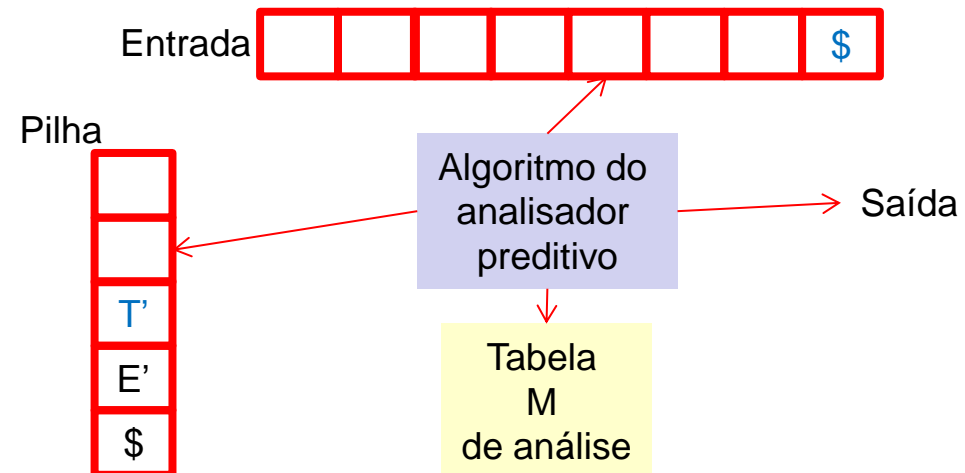 Entrada
$
Pilha
Algoritmo do
analisador
preditivo
Saída
T’
E’
$
Tabela
M
de análise